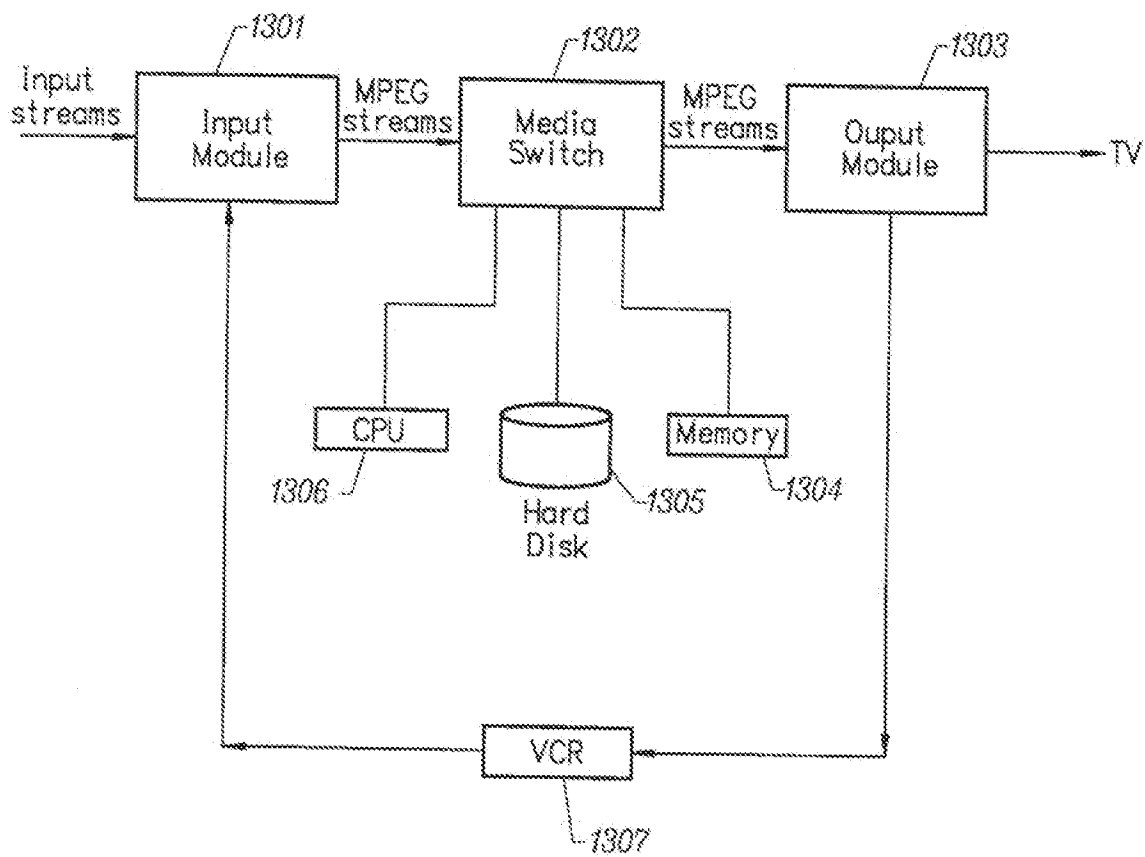 1301
1302
1303
Input
streams
MPEG
streams
MPEG
streams
Input
Module
Media
Switch
Ouput
Module
TV
CPU
Memory
1306
1305
1304
Hard
Disk
VCR
1307